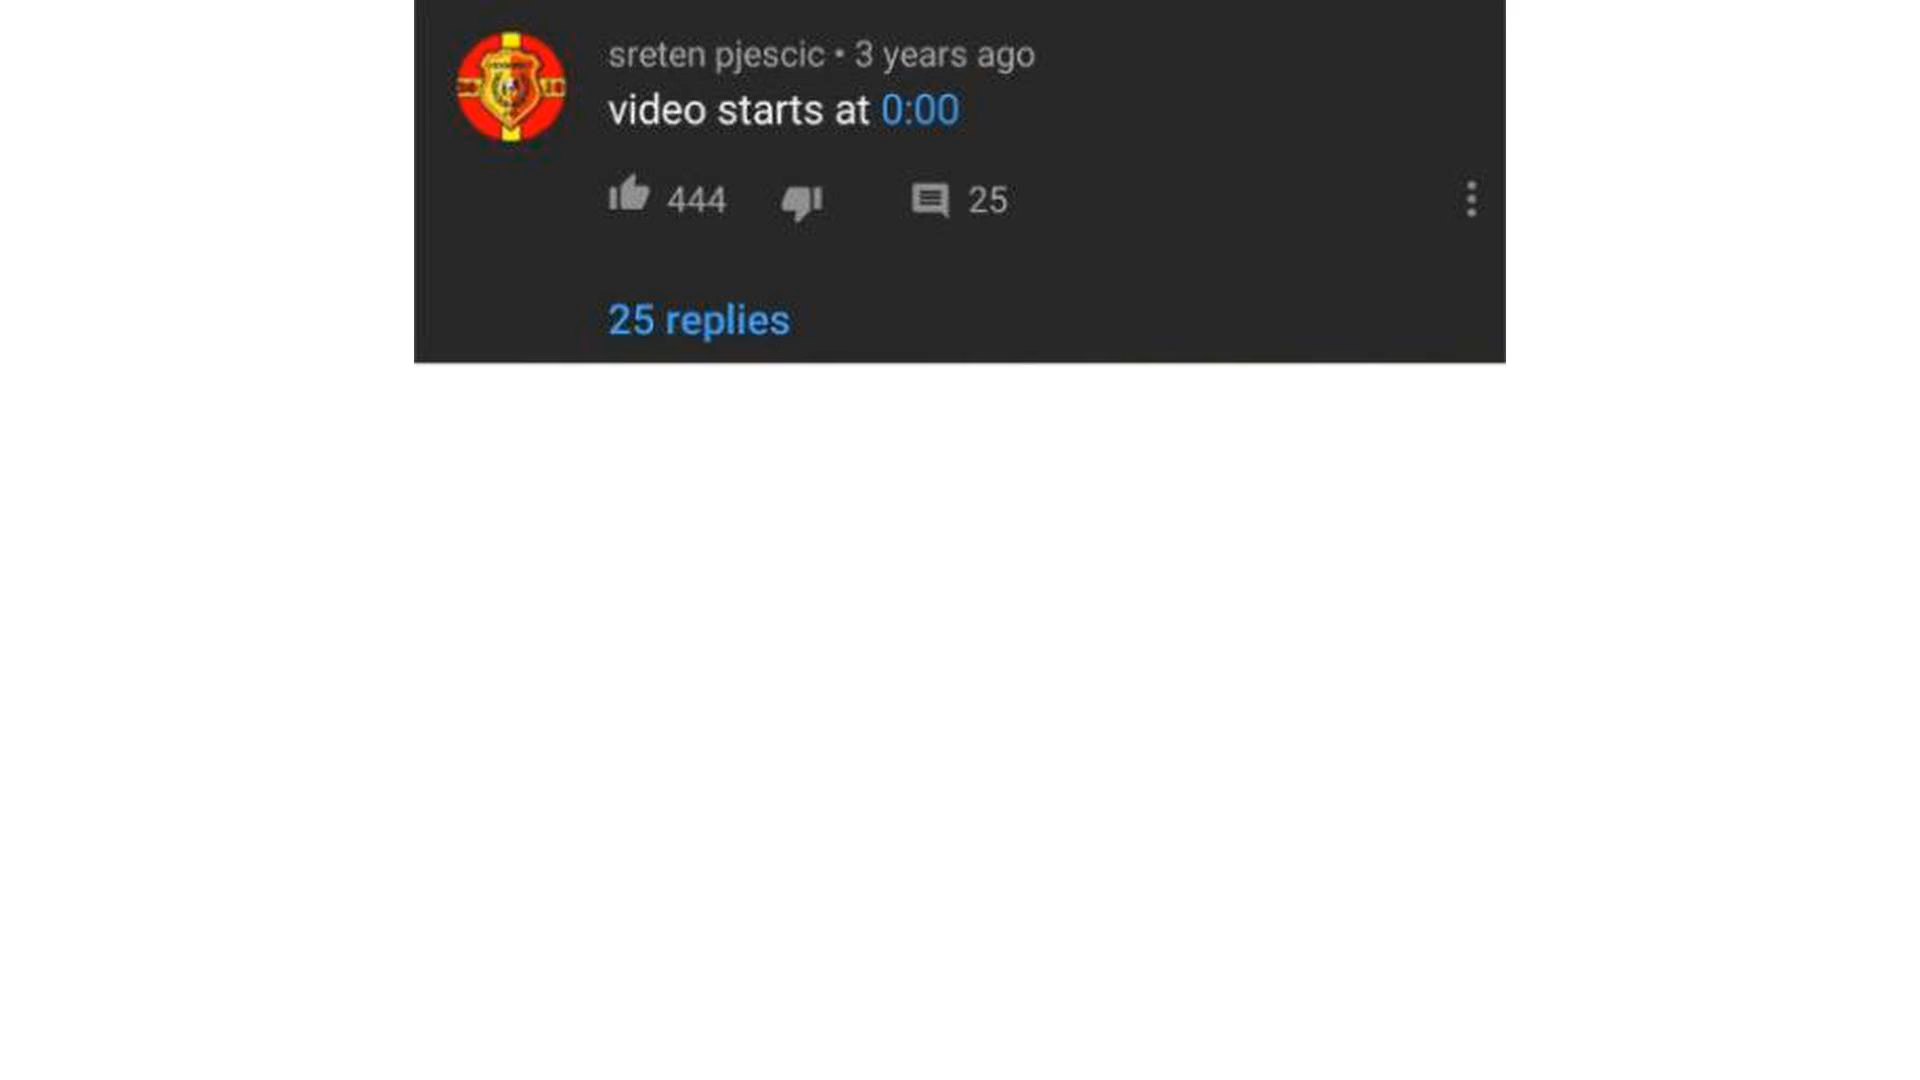 sreten pjescic • 3 years ago
video starts at 0:00
444 25
25 replies